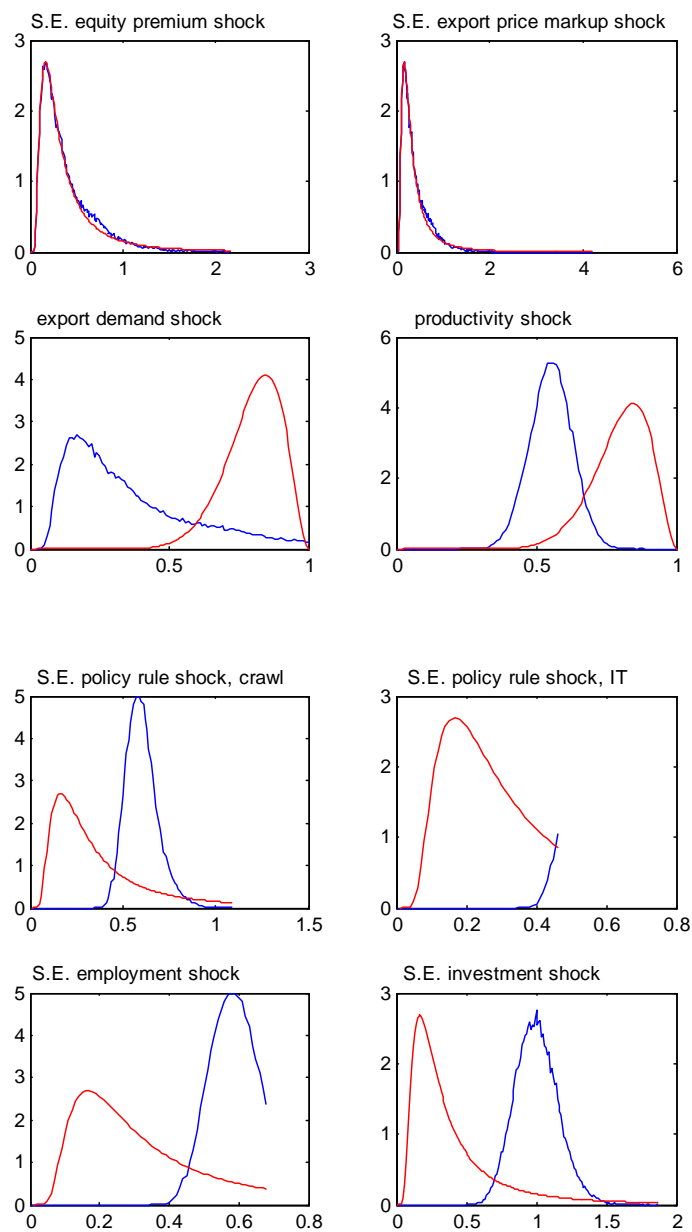 S.E. equity premium shock
S.E. export price markup shock
3
2
1
0
0 1 2 3
3
2
1
0
0 2 4 6
export demand shock
productivity shock
5
4
3
2
1
0
0 0.5 1
6
4
2
0
0 0.5 1
S.E. policy rule shock, crawl
S.E. policy rule shock, IT
5
4
3
2
1
0
0 0.5 1 1.5
3
2
1
0
0 0.2 0.4 0.6 0.8
S.E. employment shock
S.E. investment shock
5
4
3
2
1
0
0 0.2 0.4 0.6 0.8
3
2
1
0
0 0.5 1 1.5 2